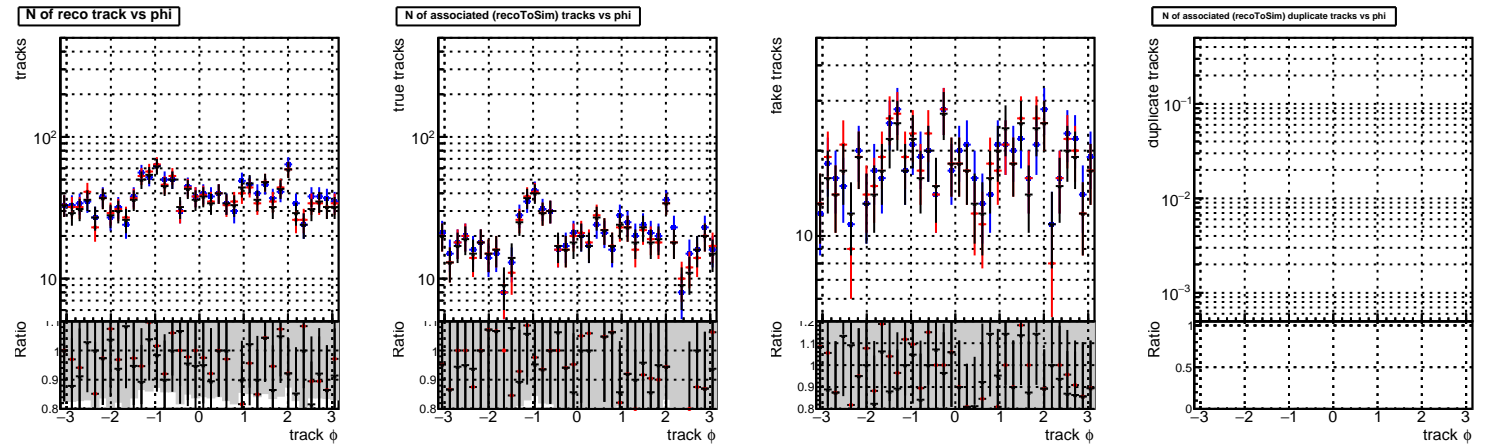 N of reco track vs phi
tracks
10²
10
Ratio
1.1
1
0.9
0.8
−3 −2 −1 0 1 2 3
track ϕ
N of associated (recoToSim) tracks vs phi
true tracks
10²
10
Ratio
1.1
1
0.9
0.8
−3 −2 −1 0 1 2 3
track ϕ
fake tracks
10
Ratio
1.2
1.1
1
0.9
0.8
−3 −2 −1 0 1 2 3
track ϕ
N of associated (recoToSim) duplicate tracks vs phi
duplicate tracks
10⁻¹
10⁻²
10⁻³
Ratio
1
0.5
0
−3 −2 −1 0 1 2 3
track ϕ